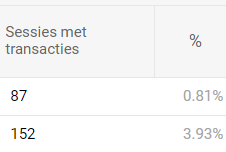 Sessies met
transacties
%
87
0.81%
152
3.93%